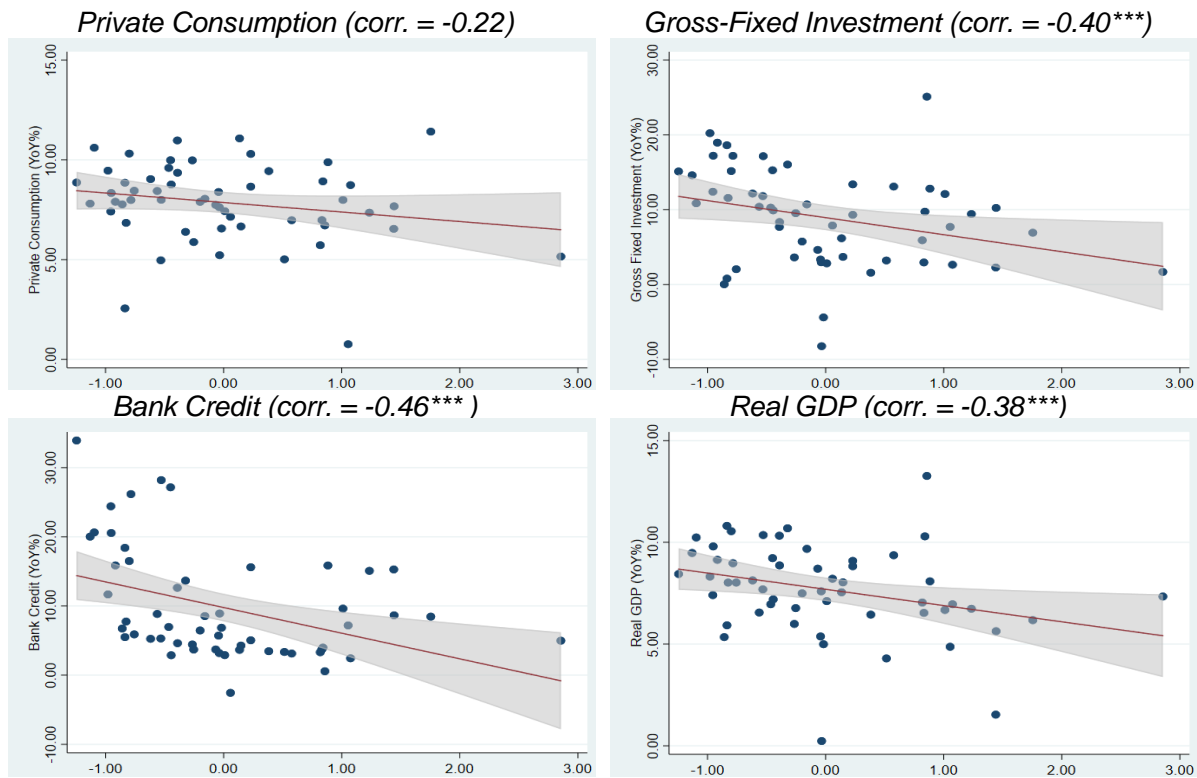 Private Consumption (corr. = -0.22)
Private Consumption (YoY%)
15.00
10.00
5.00
0.00
-1.00 0.00 1.00 2.00 3.00
Gross-Fixed Investment (corr. = -0.40***)
Gross Fixed Investment (YoY%)
30.00
20.00
10.00
0.00
-10.00
-1.00 0.00 1.00 2.00 3.00
Bank Credit (corr. = -0.46*** )
Bank Credit (YoY%)
30.00
20.00
10.00
0.00
-10.00
-1.00 0.00 1.00 2.00 3.00
Real GDP (corr. = -0.38***)
Real GDP (YoY%)
15.00
10.00
5.00
0.00
-1.00 0.00 1.00 2.00 3.00